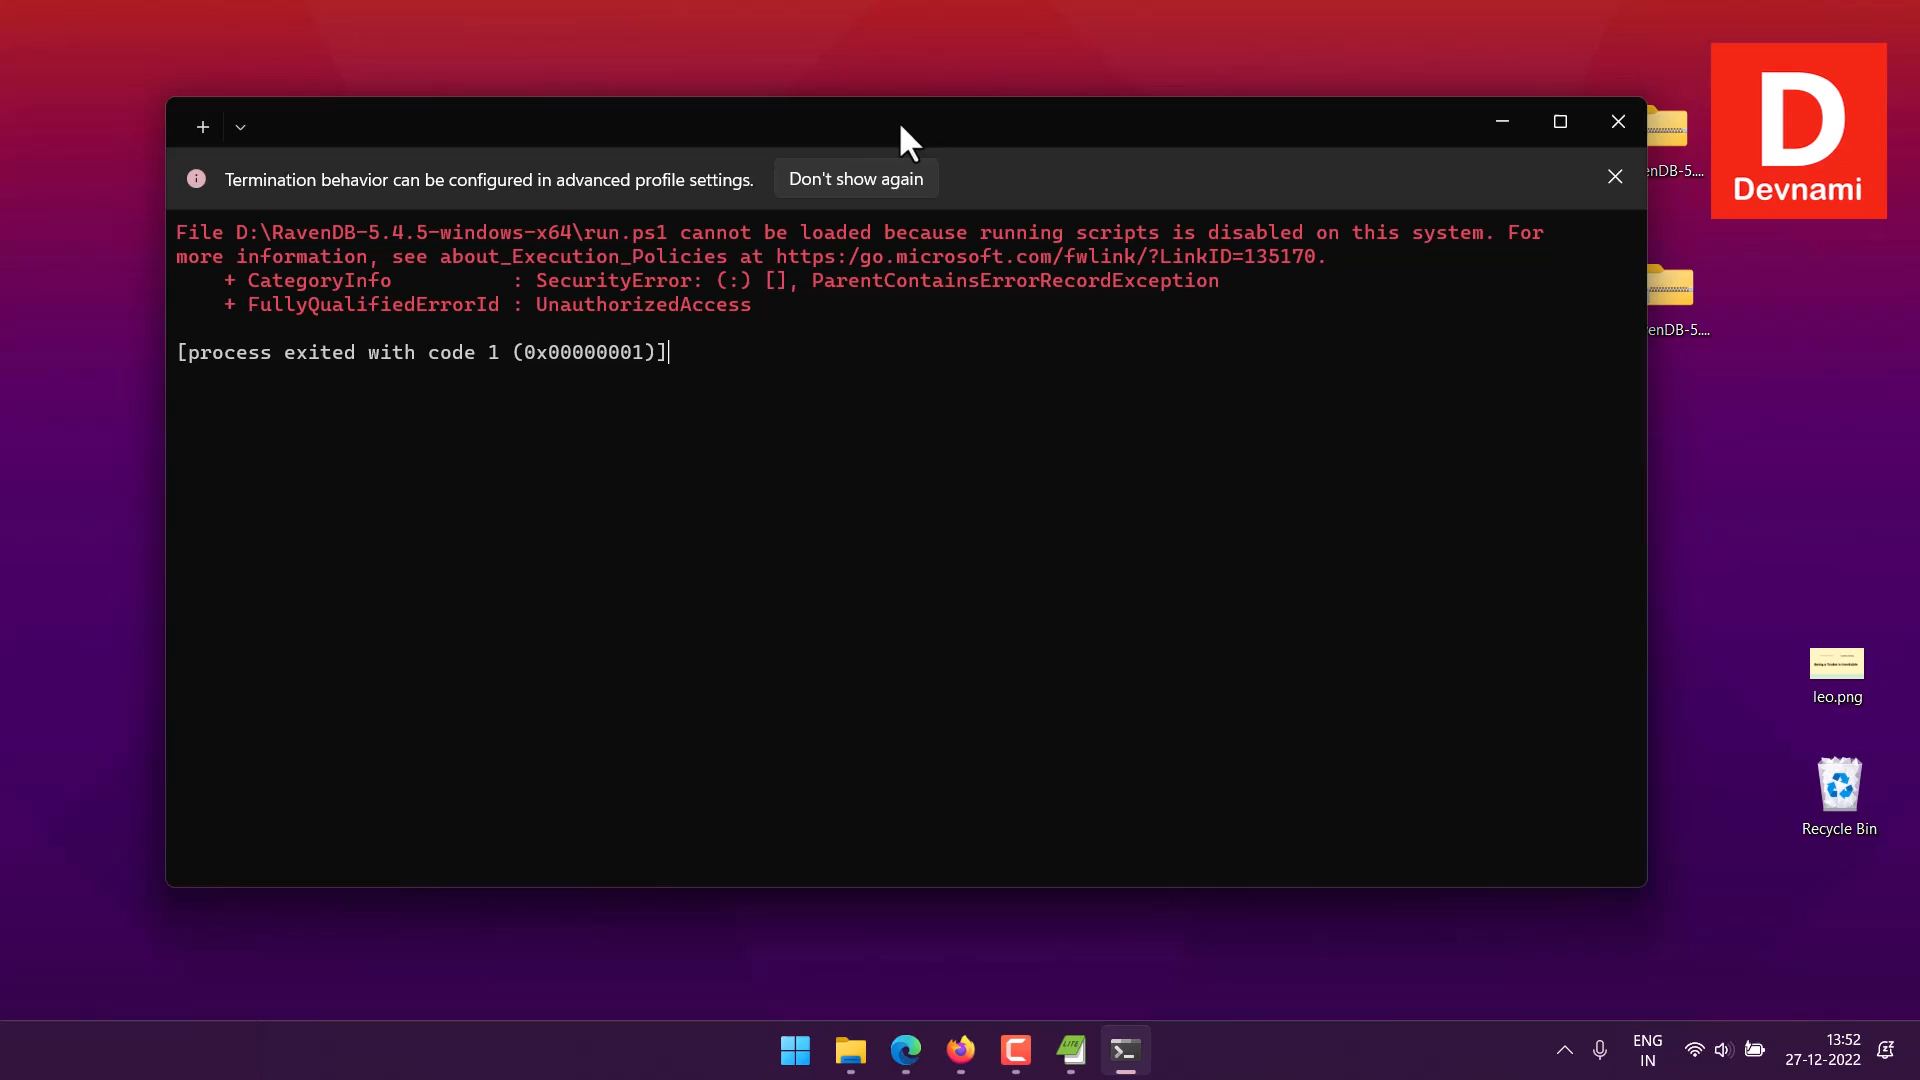 D
Devnami
Termination behavior can be configured in advanced profile settings. Don't show again
enDB-5....
File D:\RavenDB-5.4.5-windows-x64\run.ps1 cannot be loaded because running scripts is disabled on this system. For
more information, see about_Execution_Policies at https:/go.microsoft.com/fwlink/?LinkID=135170.
+ CategoryInfo : SecurityError: (:) [], ParentContainsErrorRecordException
+ FullyQualifiedErrorId : UnauthorizedAccess
[process exited with code 1 (0x00000001)]
enDB-5....
leo.png
Recycle Bin
LITE
ENG
IN
13:52
27-12-2022